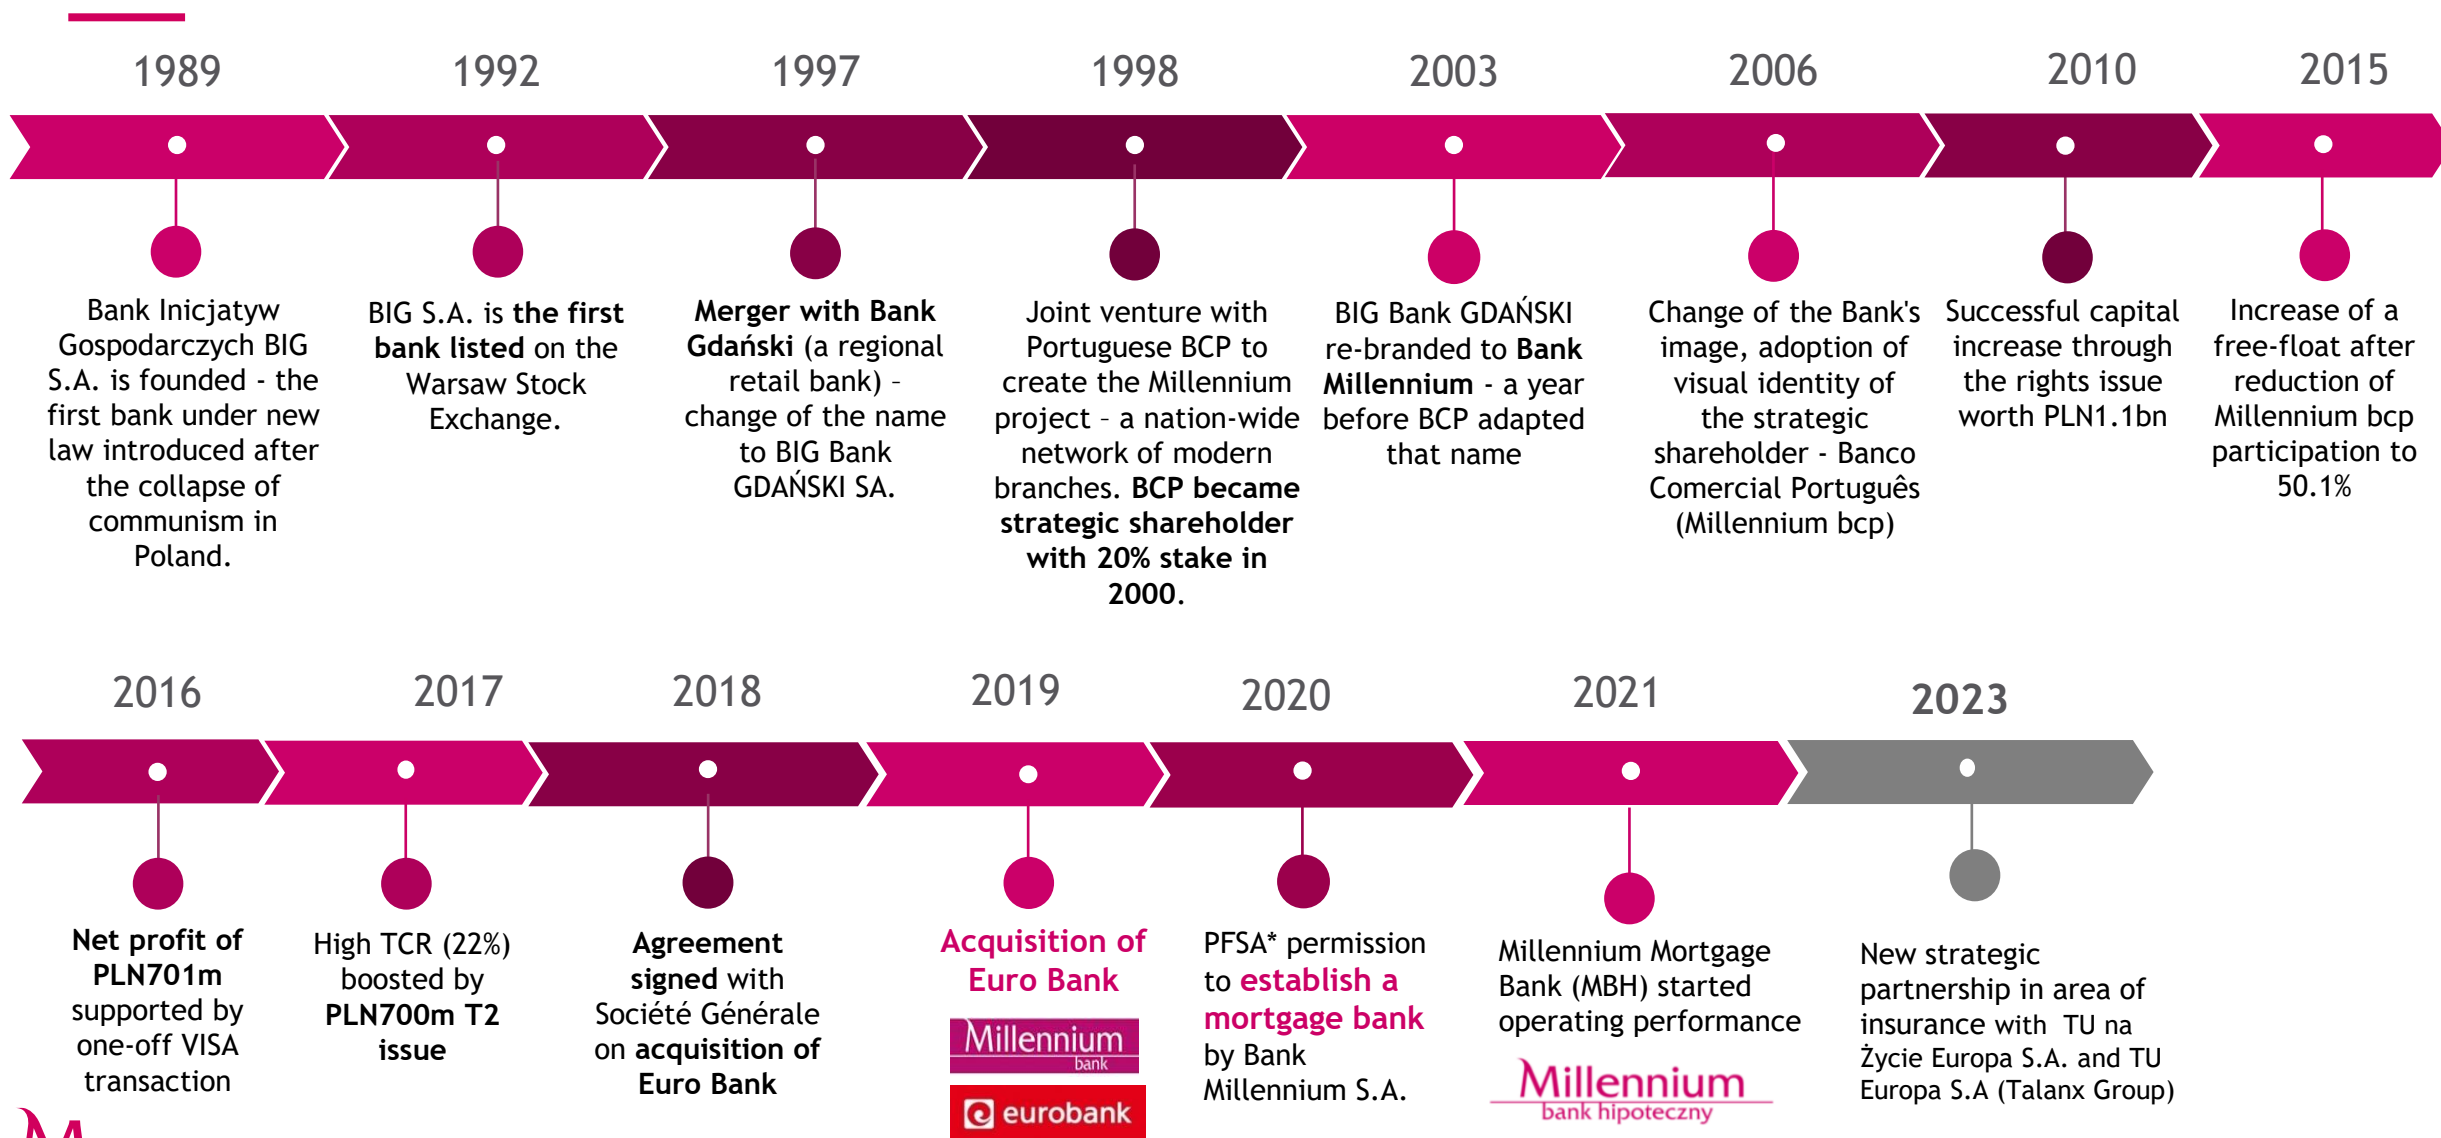 1989
1992
1997
1998
2003
2006
2010
2015
Bank Inicjatyw
Gospodarczych BIG
S.A. is founded - the
first bank under new
law introduced after
the collapse of
communism in
Poland.
BIG S.A. is the first
bank listed on the
Warsaw Stock
Exchange.
Merger with Bank
Gdański (a regional
retail bank) –
change of the name
to BIG Bank
GDAŃSKI SA.
Joint venture with
Portuguese BCP to
create the Millennium
project – a nation-wide
network of modern
branches. BCP became
strategic shareholder
with 20% stake in
2000.
BIG Bank GDAŃSKI
re-branded to Bank
Millennium - a year
before BCP adapted
that name
Change of the Bank's
image, adoption of
visual identity of
the strategic
shareholder - Banco
Comercial Português
(Millennium bcp)
Successful capital
increase through
the rights issue
worth PLN1.1bn
Increase of a
free-float after
reduction of
Millennium bcp
participation to
50.1%
2016
2017
2018
2019
2020
2021
2023
Net profit of
PLN701m
supported by
one-off VISA
transaction
High TCR (22%)
boosted by
PLN700m T2
issue
Agreement
signed with
Société Générale
on acquisition of
Euro Bank
Acquisition of
Euro Bank
Millennium
bank
eurobank
PFSA* permission
to establish a
mortgage bank
by Bank
Millennium S.A.
Millennium Mortgage
Bank (MBH) started
operating performance
Millennium
bank hipoteczny
New strategic
partnership in area of
insurance with TU na
Życie Europa S.A. and TU
Europa S.A (Talanx Group)